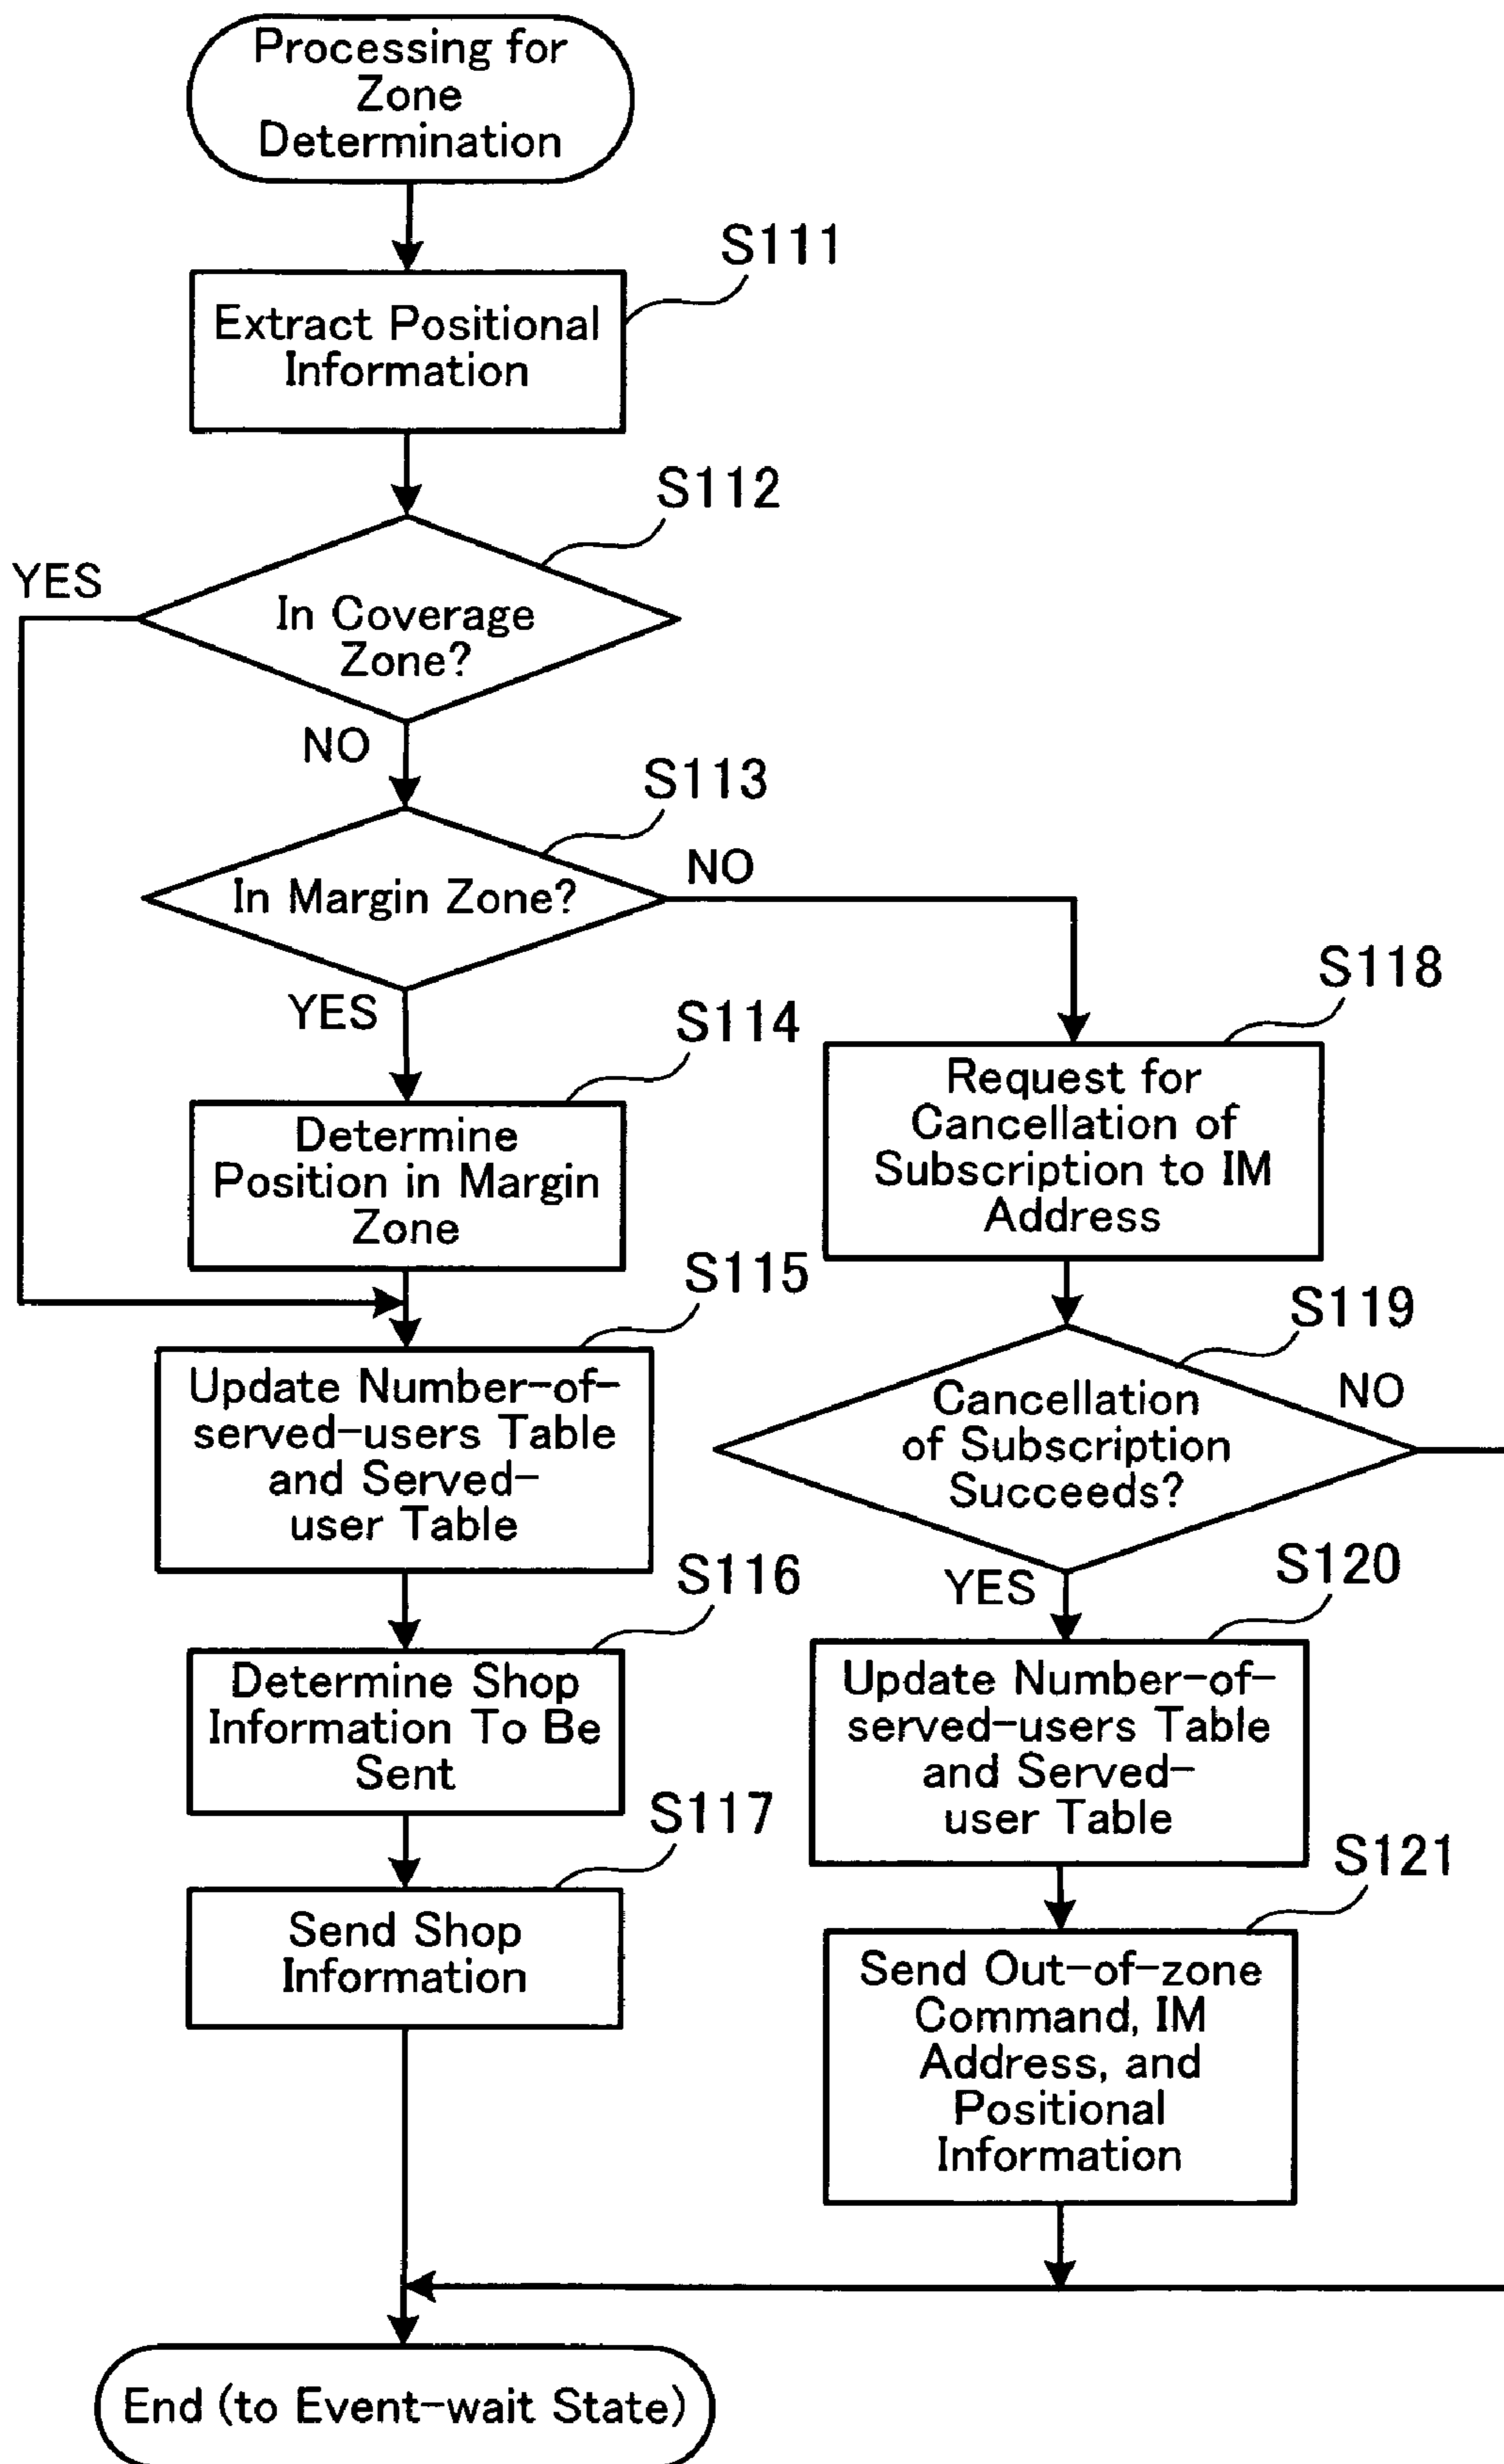 Processing for
Zone
Determination
S111
Extract Positional
Information
S112
YES
In Coverage
Zone?
NO
S113
In Margin Zone?
NO
YES
S114
Determine
Position in Margin
Zone
S115
Update Number-of-
served-users Table
and Served-
user Table
S116
Determine Shop
Information To Be
Sent
S117
Send Shop
Information
S118
Request for
Cancellation of
Subscription to IM
Address
S119
Cancellation
of Subscription
Succeeds?
NO
YES
S120
Update Number-of-
served-users Table
and Served-
user Table
S121
Send Out-of-zone
Command, IM
Address, and
Positional
Information
End (to Event-wait State)